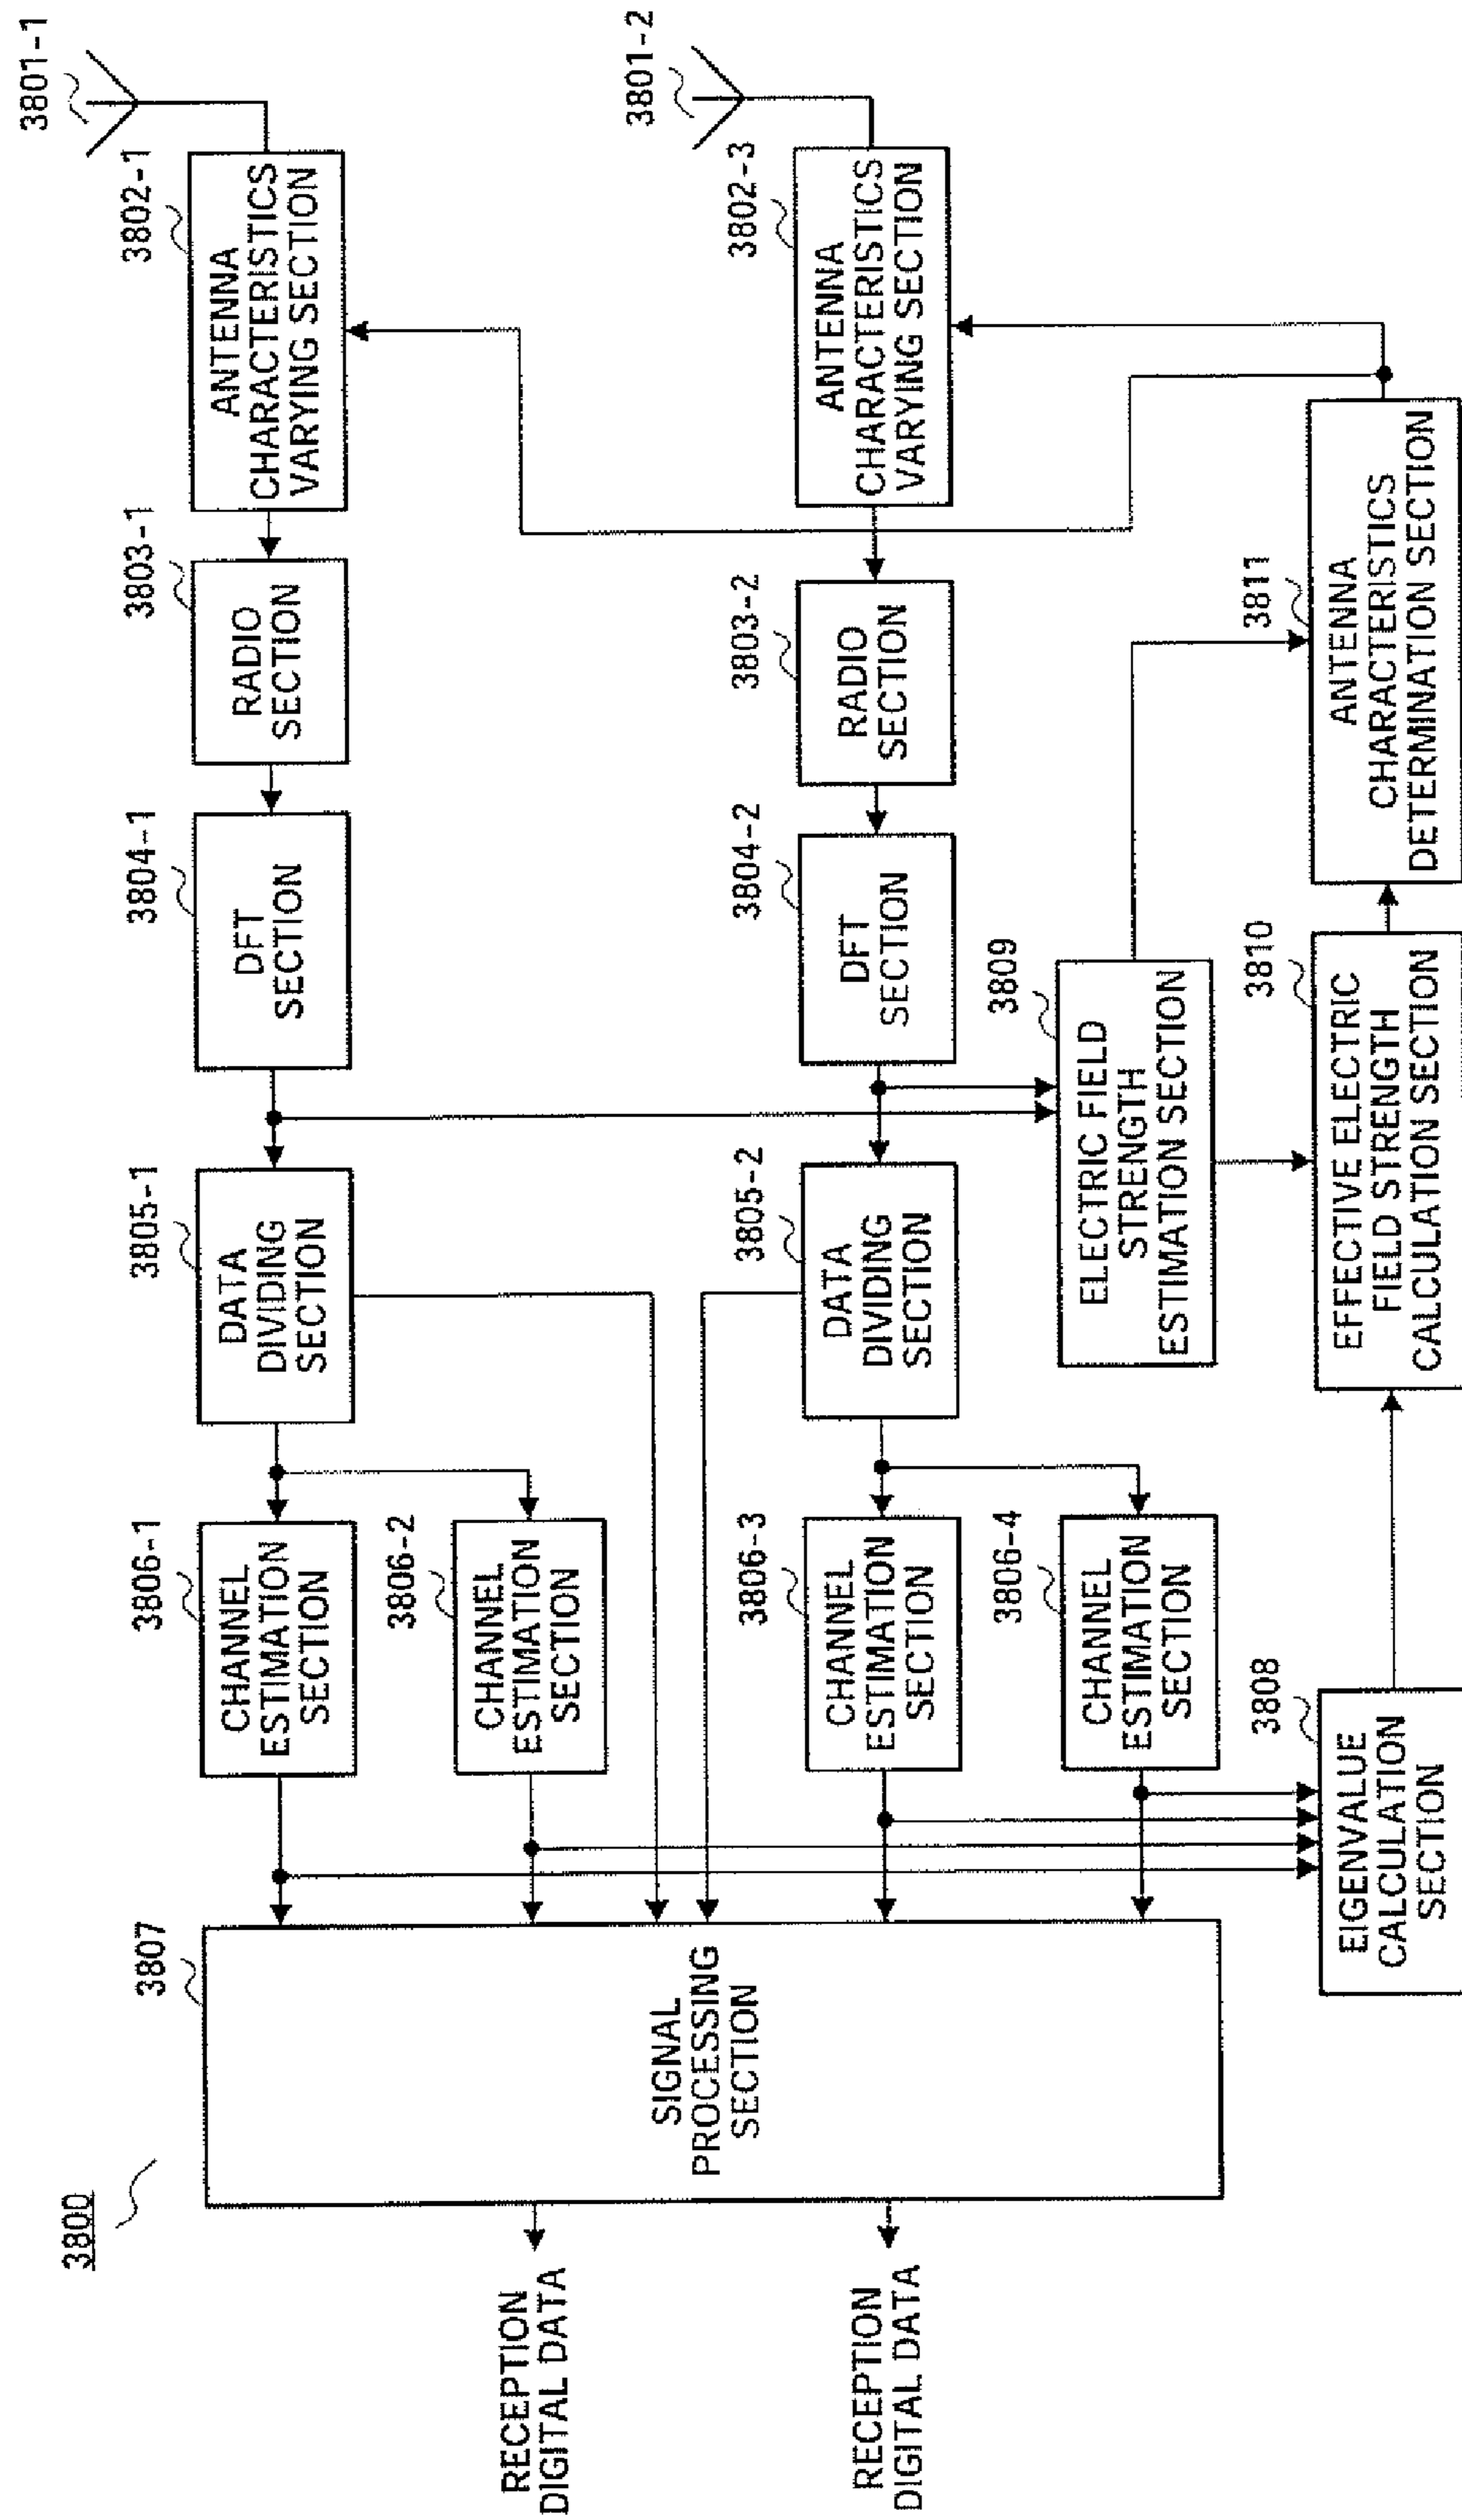 3800
3801-1
3802-1
ANTENNA
CHARACTERISTICS
VARYING SECTION
3803-1
RADIO
SECTION
3804-1
DFT
SECTION
3805-1
DATA
DIVIDING
SECTION
3806-1
CHANNEL
ESTIMATION
SECTION
3806-2
CHANNEL
ESTIMATION
SECTION
3807
SIGNAL
PROCESSING
SECTION
RECEPTION
DIGITAL DATA
RECEPTION
DIGITAL DATA
3801-2
3802-3
ANTENNA
CHARACTERISTICS
VARYING SECTION
3803-2
RADIO
SECTION
3804-2
DFT
SECTION
3805-2
DATA
DIVIDING
SECTION
3806-3
CHANNEL
ESTIMATION
SECTION
3806-4
CHANNEL
ESTIMATION
SECTION
3809
ELECTRIC FIELD
STRENGTH
ESTIMATION SECTION
3808
EIGENVALUE
CALCULATION
SECTION
3810
EFFECTIVE ELECTRIC
FIELD STRENGTH
CALCULATION SECTION
3811
ANTENNA
CHARACTERISTICS
DETERMINATION SECTION